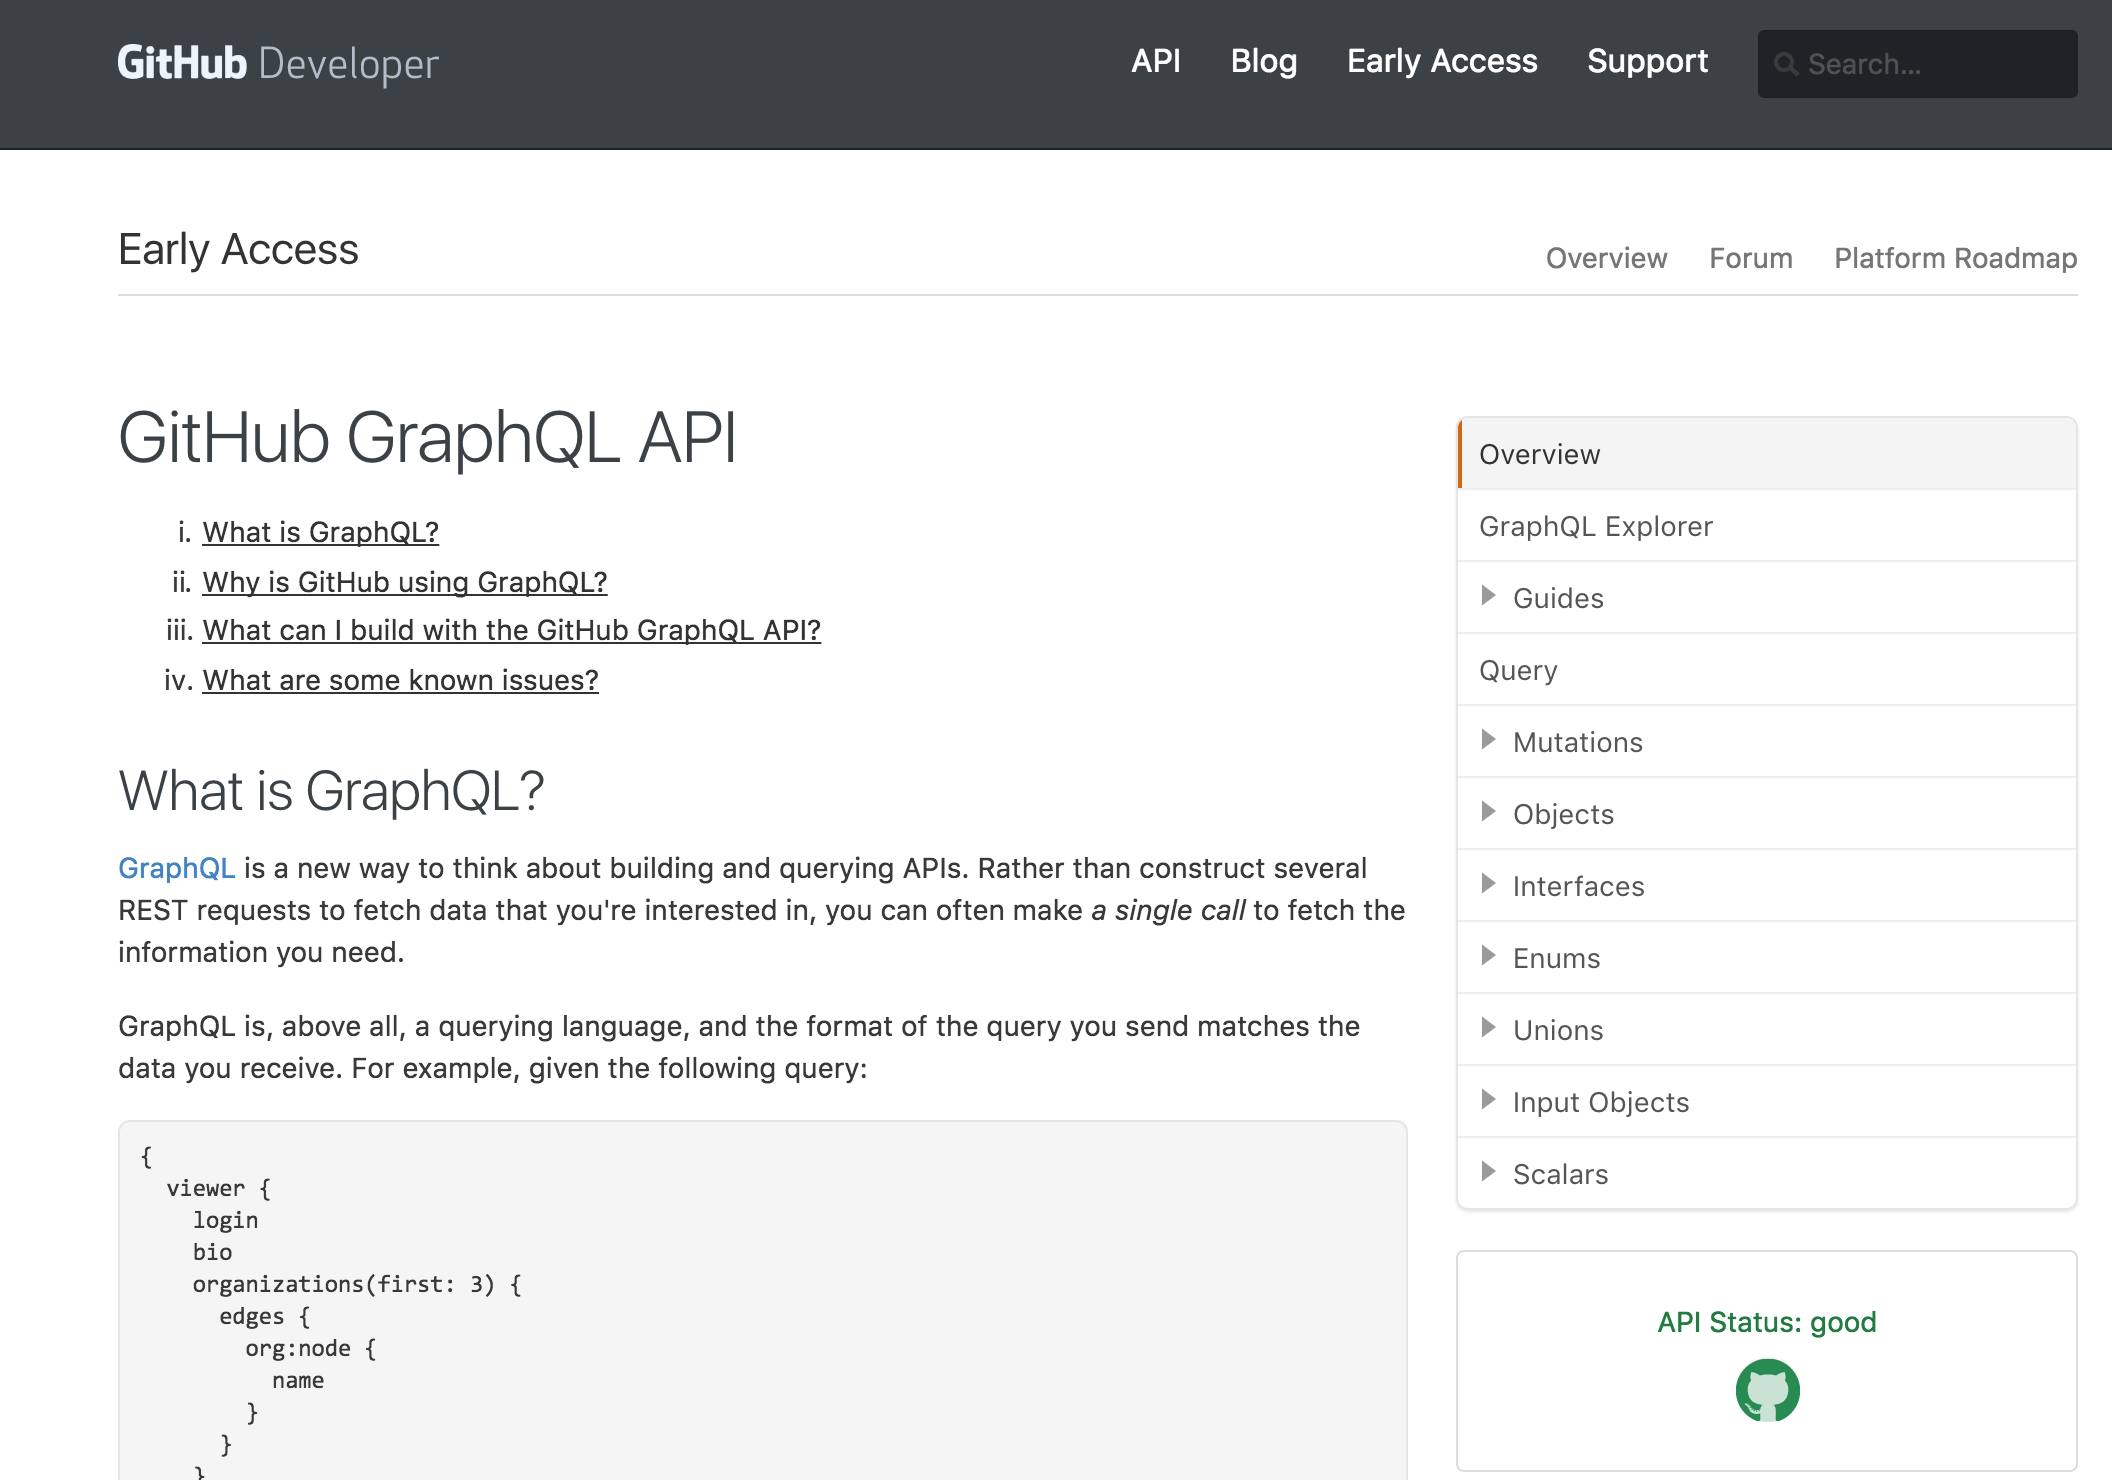 GitHub Developer
API Blog Early Access Support Search...
Early Access
Overview Forum Platform Roadmap
GitHub GraphQL API
i. What is GraphQL?
ii. Why is GitHub using GraphQL?
iii. What can I build with the GitHub GraphQL API?
iv. What are some known issues?
What is GraphQL?
GraphQL is a new way to think about building and querying APIs. Rather than construct several
REST requests to fetch data that you're interested in, you can often make a single call to fetch the
information you need.
GraphQL is, above all, a querying language, and the format of the query you send matches the
data you receive. For example, given the following query:
{
  viewer {
    login
    bio
    organizations(first: 3) {
      edges {
        org:node {
          name
        }
      }
    }
Overview
GraphQL Explorer
Guides
Query
Mutations
Objects
Interfaces
Enums
Unions
Input Objects
Scalars
API Status: good